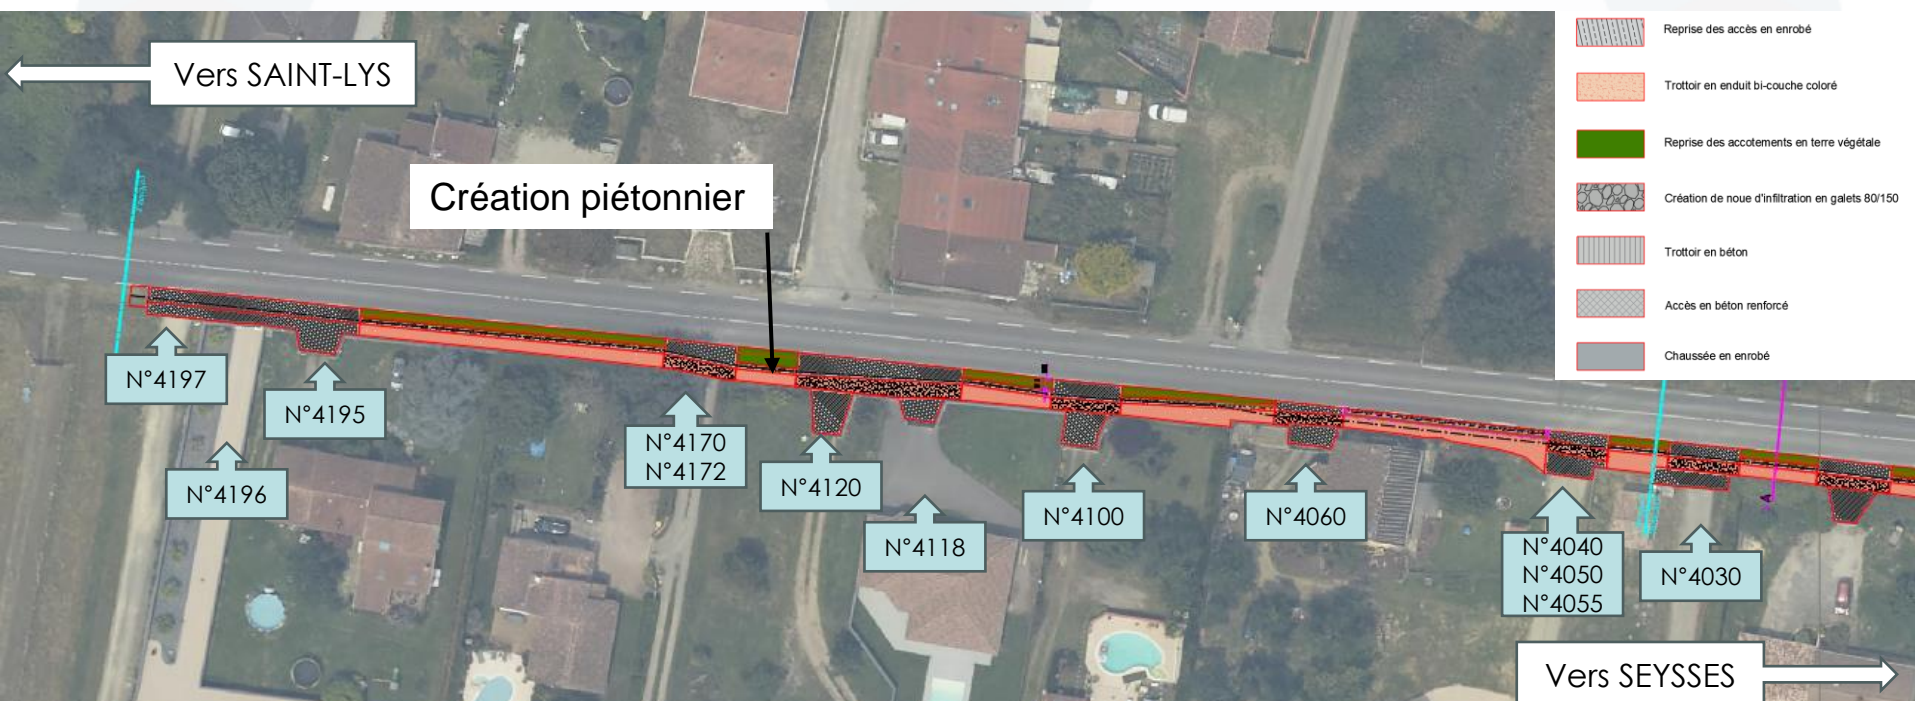 Vers SAINT-LYS
Création piétonnier
Reprise des accès en enrobé
Trottoir en enduit bi-couche coloré
Reprise des accotements en terre végétale
Création de noue d'infiltration en galets 80/150
Trottoir en béton
Accès en béton renforcé
Chaussée en enrobé
N°4197
N°4195
N°4196
N°4170
N°4172
N°4120
N°4118
N°4100
N°4060
N°4040
N°4050
N°4055
N°4030
Vers SEYSSES